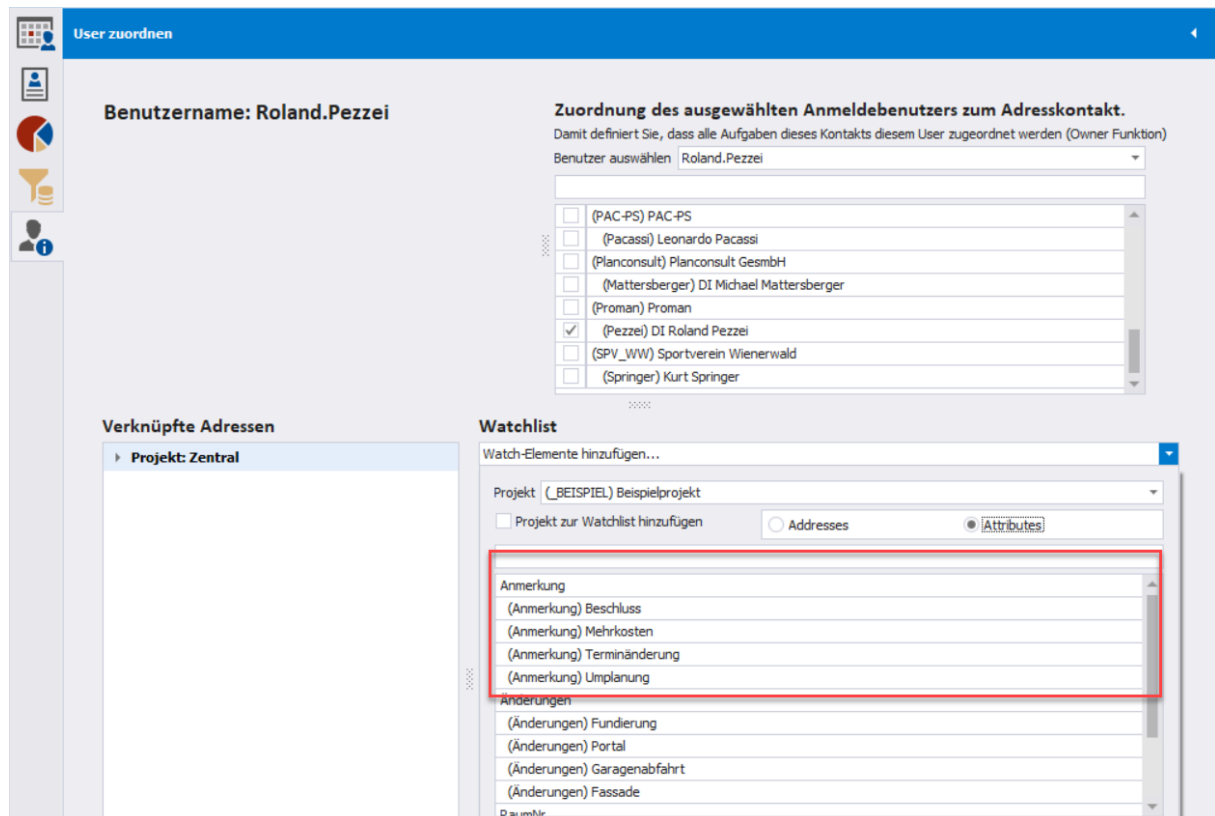 User zuordnen
Benutzername: Roland.Pezzei
Zuordnung des ausgewählten Anmeldebenutzers zum Adresskontakt.
Damit definiert Sie, dass alle Aufgaben dieses Kontakts diesem User zugeordnet werden (Owner Funktion)
Benutzer auswählen Roland.Pezzei
(PAC-PS) PAC-PS
(Pacassi) Leonardo Pacassi
(Planconsult) Planconsult GesmbH
(Mattersberger) DI Michael Mattersberger
(Proman) Proman
(Pezzei) DI Roland Pezzei
(SPV_WW) Sportverein Wienerwald
(Springer) Kurt Springer
Verknüpfte Adressen
Projekt: Zentral
Watchlist
Watch-Elemente hinzufügen...
Projekt (_BEISPIEL) Beispielprojekt
Projekt zur Watchlist hinzufügen Addresses Attributes
Anmerkung
(Anmerkung) Beschluss
(Anmerkung) Mehrkosten
(Anmerkung) Terminänderung
(Anmerkung) Umplanung
Änderungen
(Änderungen) Fundierung
(Änderungen) Portal
(Änderungen) Garagenabfahrt
(Änderungen) Fassade
RaumNr